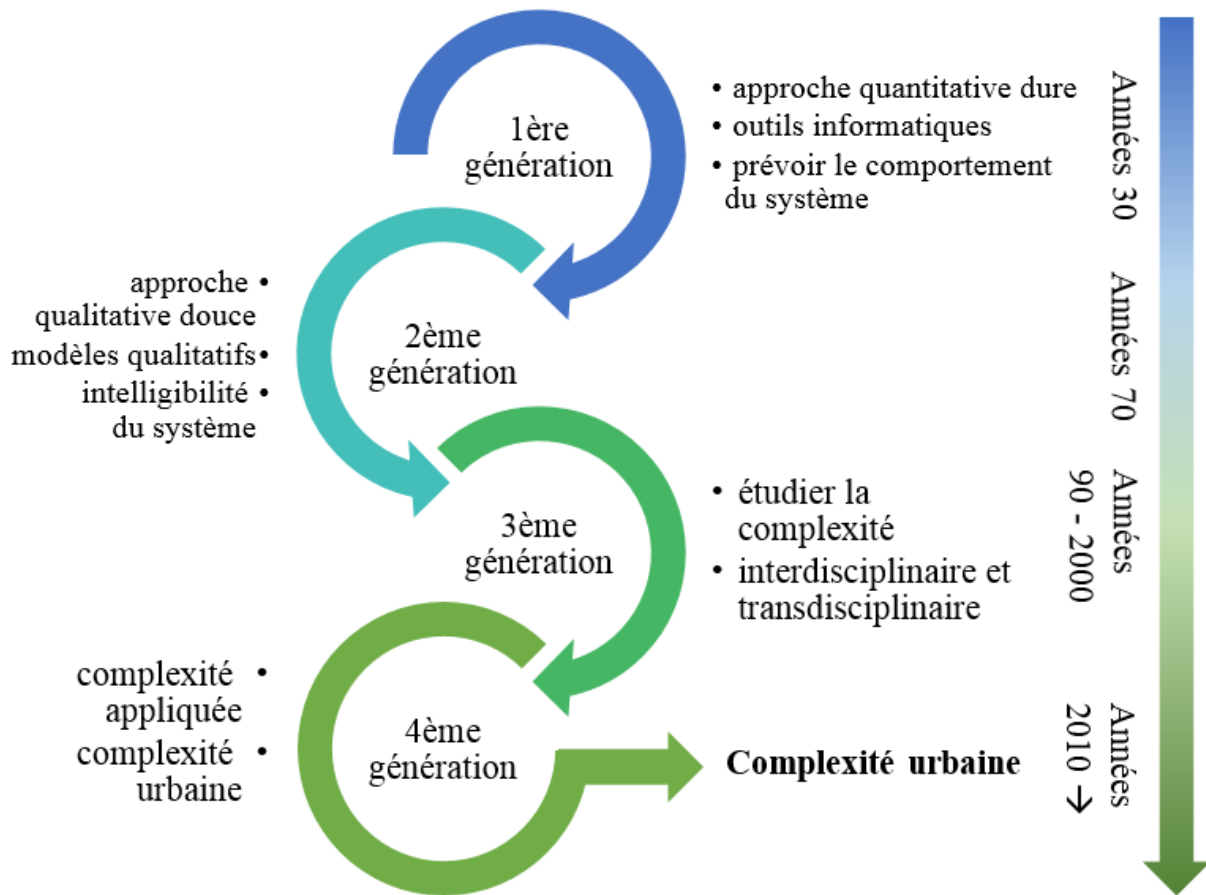 1ère
génération
• approche quantitative dure
• outils informatiques
• prévoir le comportement
du système
Années 30
approche •
qualitative douce
modèles qualitatifs •
intelligibilité •
du système
2ème
génération
Années 70
3ème
génération
• étudier la
complexité
• interdisciplinaire et
transdisciplinaire
Années
90 - 2000
complexité •
appliquée
complexité •
urbaine
4ème
génération
Complexité urbaine
Années
2010 →